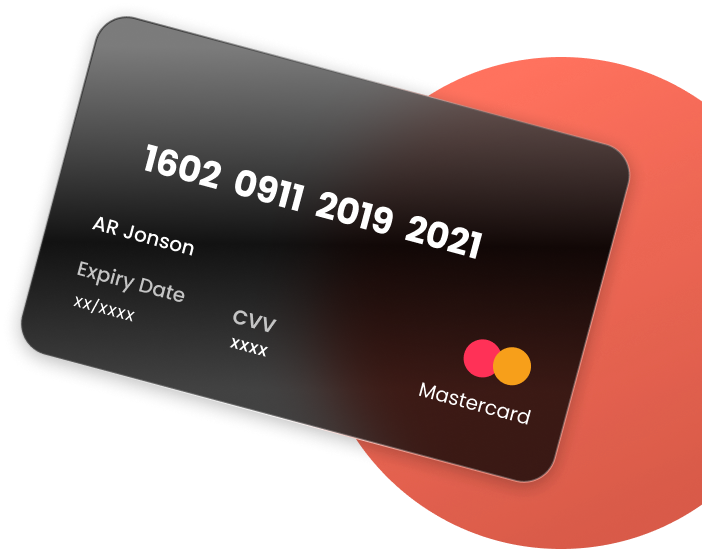 1602 0911 2019 2021
AR Jonson
Expiry Date
xx/xxxx
CVV
xxxx
Mastercard